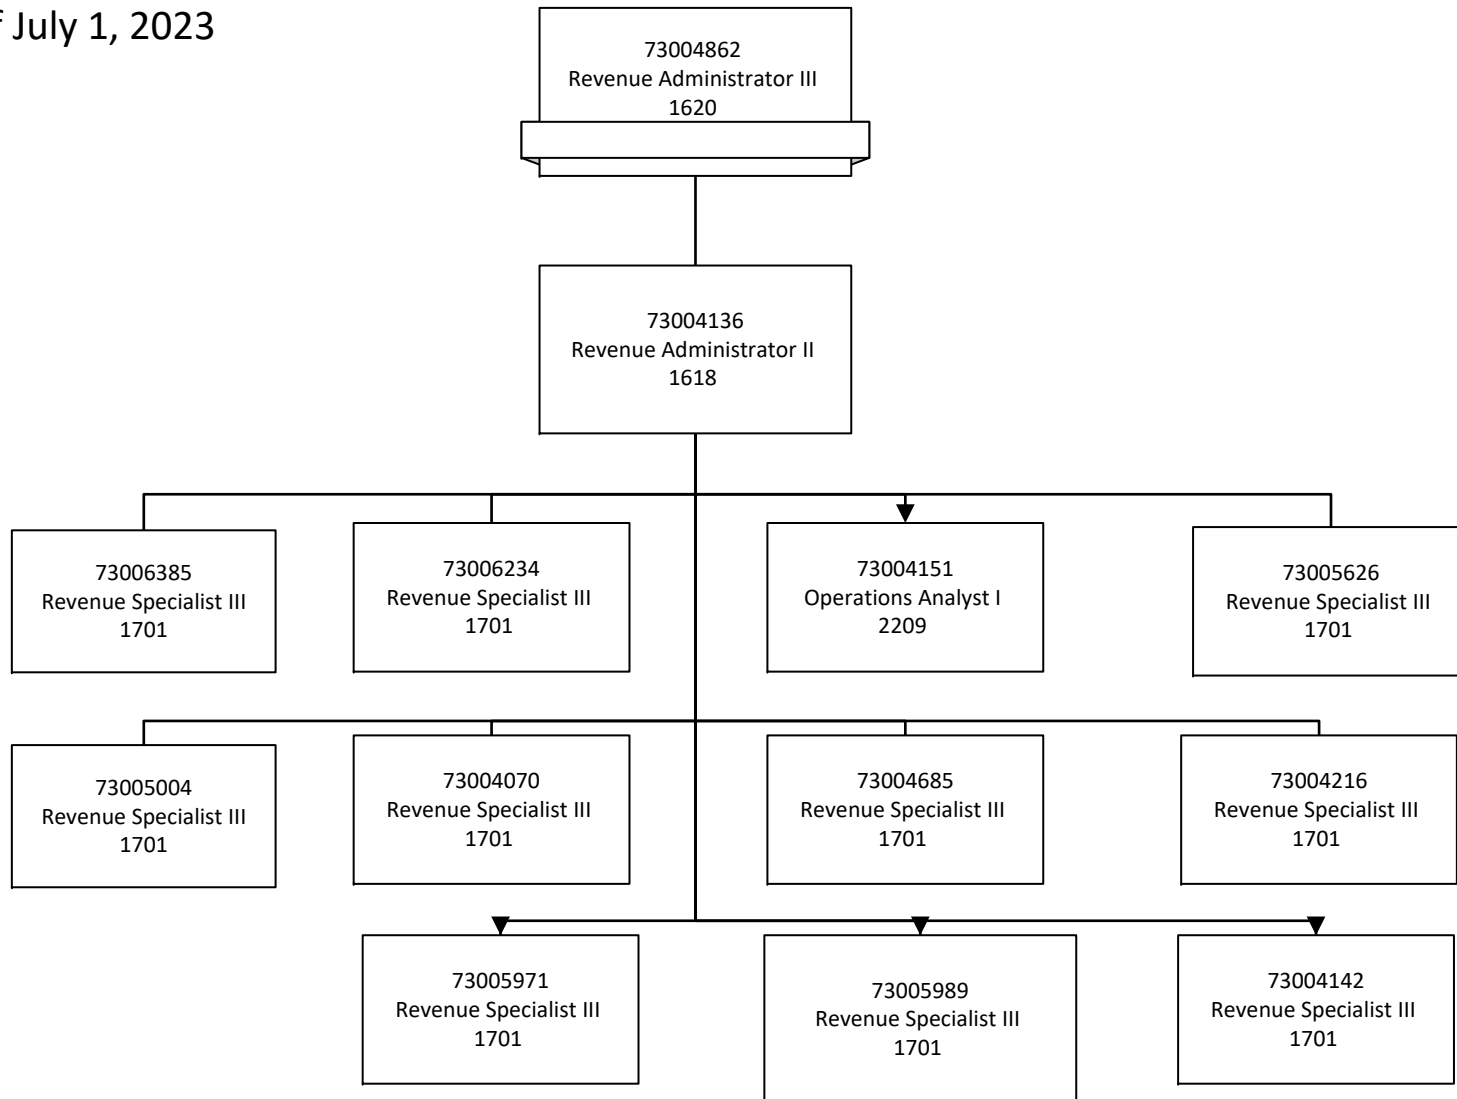 July 1, 2023
73004862
Revenue Administrator III
1620
73004136
Revenue Administrator II
1618
73006385
Revenue Specialist III
1701
73006234
Revenue Specialist III
1701
73004151
Operations Analyst I
2209
73005626
Revenue Specialist III
1701
73005004
Revenue Specialist III
1701
73004070
Revenue Specialist III
1701
73004685
Revenue Specialist III
1701
73004216
Revenue Specialist III
1701
73005971
Revenue Specialist III
1701
73005989
Revenue Specialist III
1701
73004142
Revenue Specialist III
1701